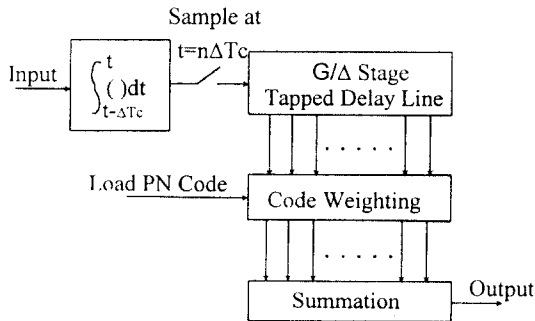 Sample at
t=nΔTc
Input
∫ t ( )dt t-ΔTc
G/Δ Stage
Tapped Delay Line
. . . . .
Load PN Code
Code Weighting
. . . . .
Summation
Output